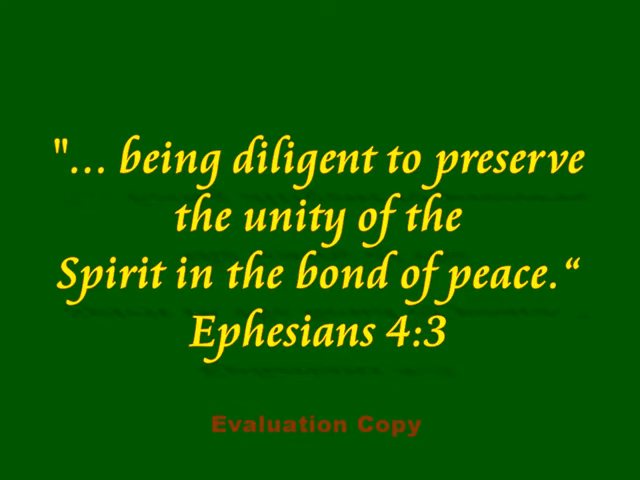 "... being diligent to preserve
the unity of the
Spirit in the bond of peace.“
Ephesians 4:3
Evaluation Copy